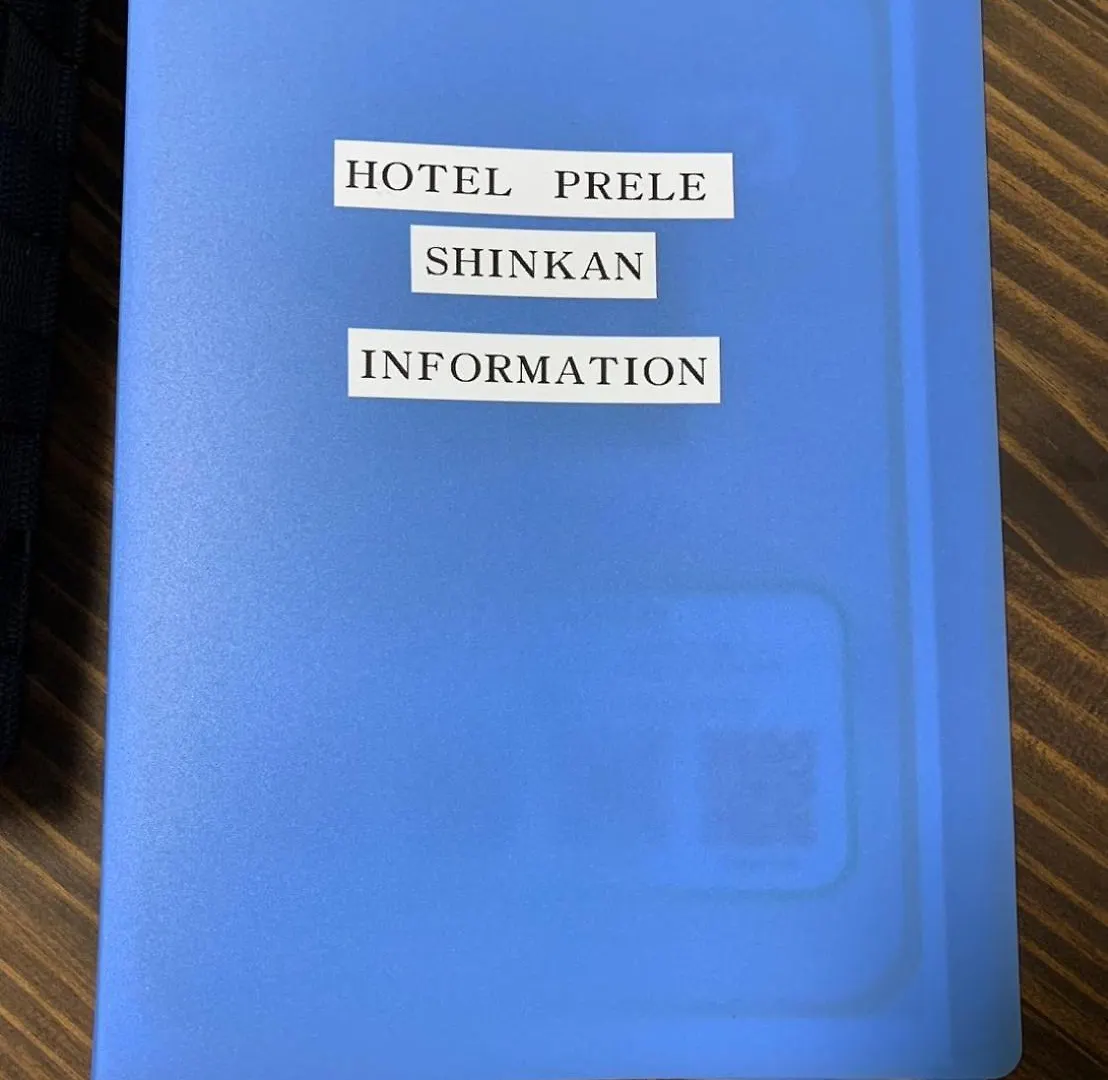 HOTEL PRELE
SHINKAN
INFORMATION